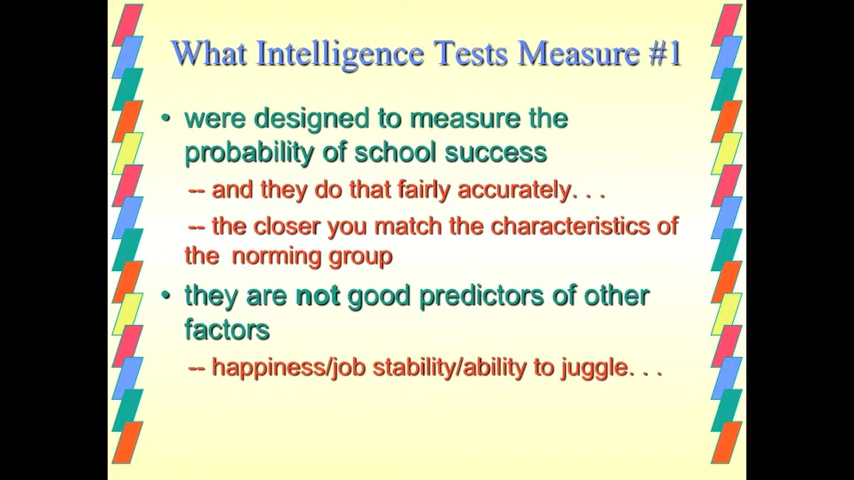 What Intelligence Tests Measure #1
• were designed to measure the
probability of school success
-- and they do that fairly accurately. . .
-- the closer you match the characteristics of
the norming group
• they are not good predictors of other
factors
-- happiness/job stability/ability to juggle. . .